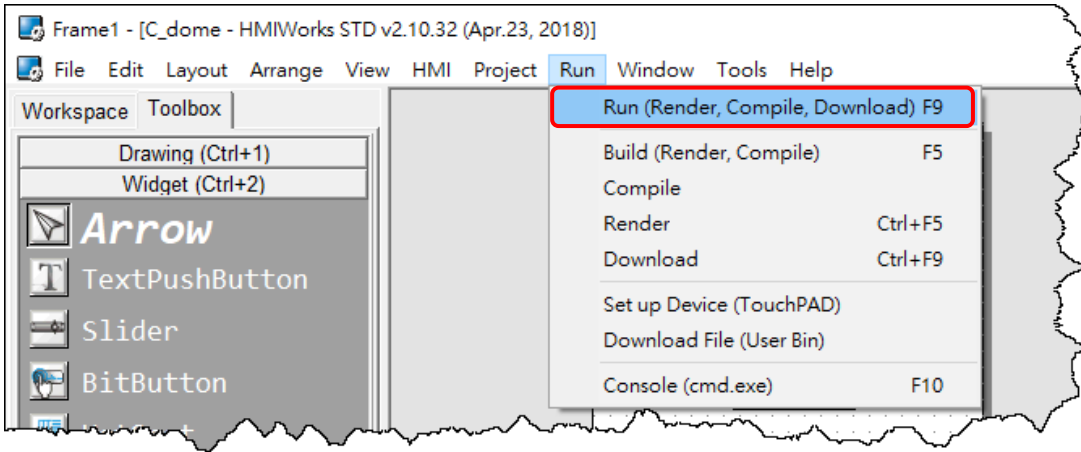 Frame1 - [C_dome - HMIWorks STD v2.10.32 (Apr.23, 2018)]
File Edit Layout Arrange View HMI Project Run Window Tools Help
Workspace Toolbox
Drawing (Ctrl+1)
Widget (Ctrl+2)
Arrow
TextPushButton
Slider
BitButton
Run (Render, Compile, Download) F9
Build (Render, Compile) F5
Compile
Render Ctrl+F5
Download Ctrl+F9
Set up Device (TouchPAD)
Download File (User Bin)
Console (cmd.exe) F10